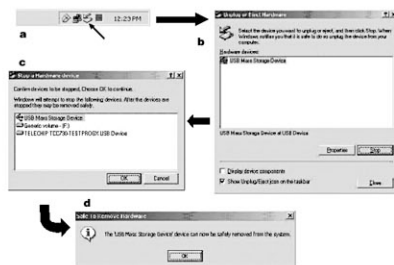 12:23 PM
a
Unplug or Eject Hardware
b
Select the device you want to unplug or eject, and then click Stop. When
Windows notifies you that it is safe to do so unplug the device from your
computer.
Hardware devices:
USB Mass Storage Device
USB Mass Storage Device at USB Device
Properties
Stop
Display device components
Show Unplug/Eject icon on the taskbar
Close
c
Stop a Hardware device
Confirm devices to be stopped, Choose OK to continue.
Windows will attempt to stop the following devices. After the devices are
stopped they may be removed safely.
USB Mass Storage Device
Generic volume - (F:)
USB Device
OK
Cancel
d
Safe To Remove Hardware
The 'USB Mass Storage Device' device can now be safely removed from the system.
OK